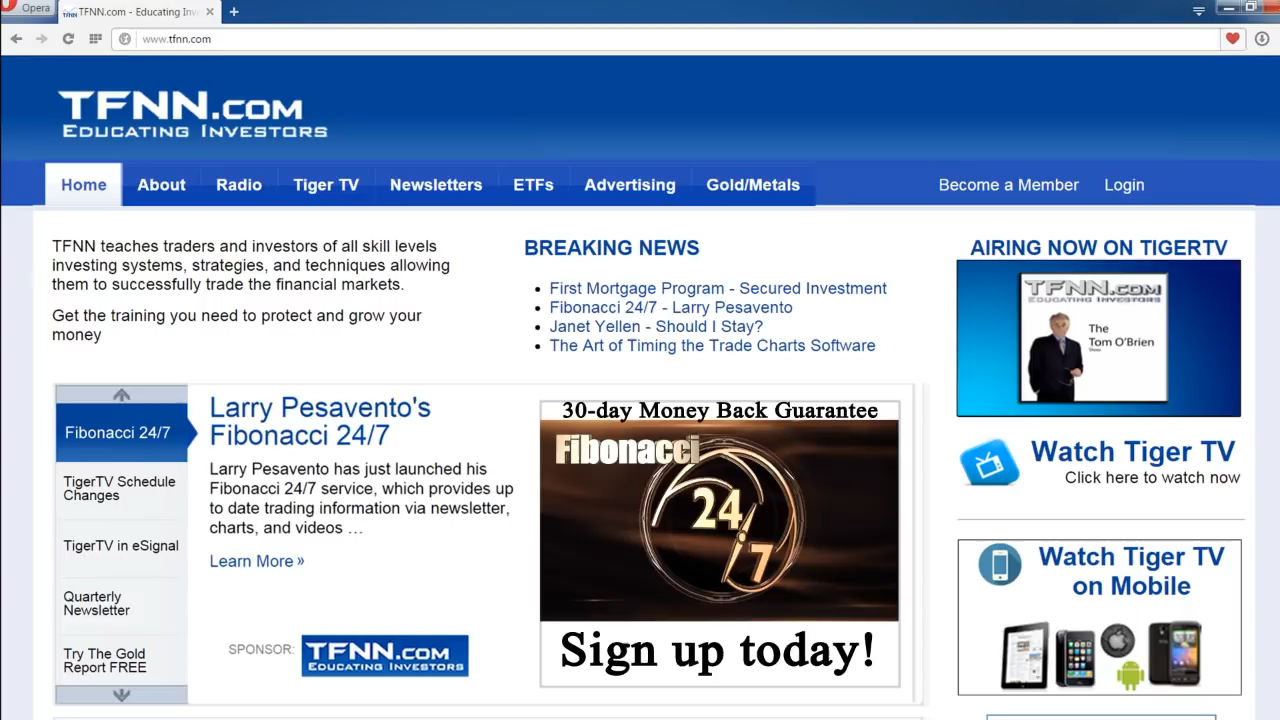 Opera
TFNN.com - Educating Inv
www.tfnn.com
TFNN.COM
EDUCATING INVESTORS
Home
About
Radio
Tiger TV
Newsletters
ETFs
Advertising
Gold/Metals
Become a Member
Login
TFNN teaches traders and investors of all skill levels
investing systems, strategies, and techniques allowing
them to successfully trade the financial markets.
Get the training you need to protect and grow your
money
BREAKING NEWS
First Mortgage Program - Secured Investment
Fibonacci 24/7 - Larry Pesavento
Janet Yellen - Should I Stay?
The Art of Timing the Trade Charts Software
AIRING NOW ON TIGERTV
TFNN.COM
EDUCATING INVESTORS
The
Tom O'Brien
Show
Watch Tiger TV
Click here to watch now
Watch Tiger TV
on Mobile
Fibonacci 24/7
TigerTV Schedule
Changes
TigerTV in eSignal
Quarterly
Newsletter
Try The Gold
Report FREE
Larry Pesavento's
Fibonacci 24/7
Larry Pesavento has just launched his
Fibonacci 24/7 service, which provides up
to date trading information via newsletter,
charts, and videos …
Learn More »
SPONSOR:
TFNN.COM
EDUCATING INVESTORS
30-day Money Back Guarantee
Fibonacci
24/7
Sign up today!